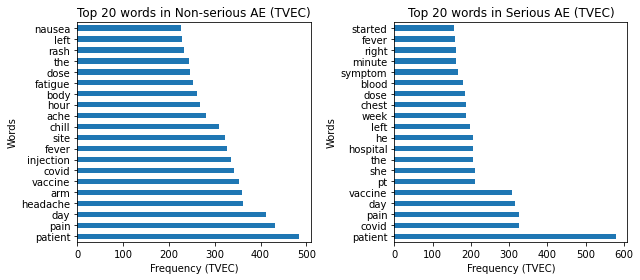 Top 20 words in Non-serious AE (TVEC)
nausea
left
rash
the
dose
fatigue
body
hour
ache
chill
site
fever
injection
covid
vaccine
arm
headache
day
pain
patient
Words
0 100 200 300 400 500
Frequency (TVEC)
Top 20 words in Serious AE (TVEC)
started
fever
right
minute
symptom
blood
dose
chest
week
left
he
hospital
the
she
pt
vaccine
day
pain
covid
patient
Words
0 100 200 300 400 500 600
Frequency (TVEC)